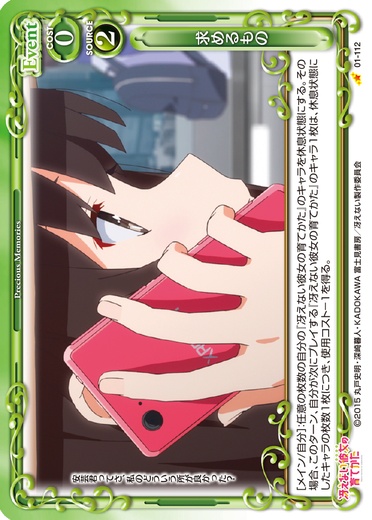 Event
COST
0
SOURCE
2
求めるもの
01-112
Precious Memories
安芸君ってさ、私のどういう所が良かった?
[メイン/自分]:任意の枚数の自分の「冴えない彼女の育てかた」のキャラを休息状態にする。その
場合、このターン、自分が次にプレイする「冴えない彼女の育てかた」のキャラ1枚は、休息状態に
したキャラの枚数1枚につき、使用コスト-1を得る。
冴えない彼女の
育てかた
©2015 丸戸史明・深崎暮人・KADOKAWA 富士見書房/冴えない製作委員会